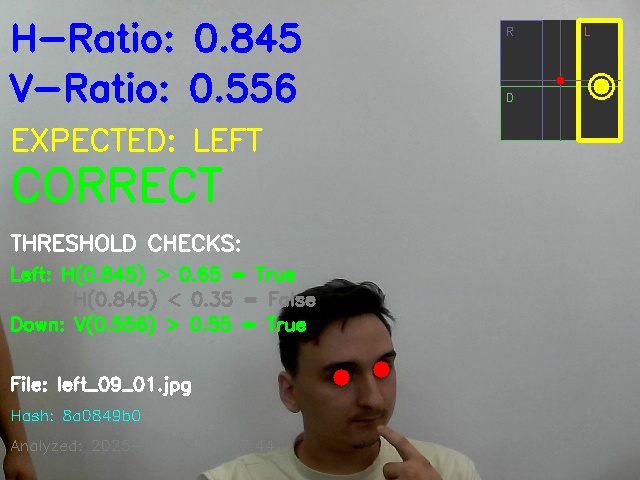 H-Ratio: 0.845
V-Ratio: 0.556
R
L
D
EXPECTED: LEFT
CORRECT
THRESHOLD CHECKS:
Left: H(0.845) > 0.65 = True
H(0.845) < 0.35 = False
Down: V(0.556) > 0.55 = True
File: left_09_01.jpg
Hash: 8a0849b0
Analyzed: